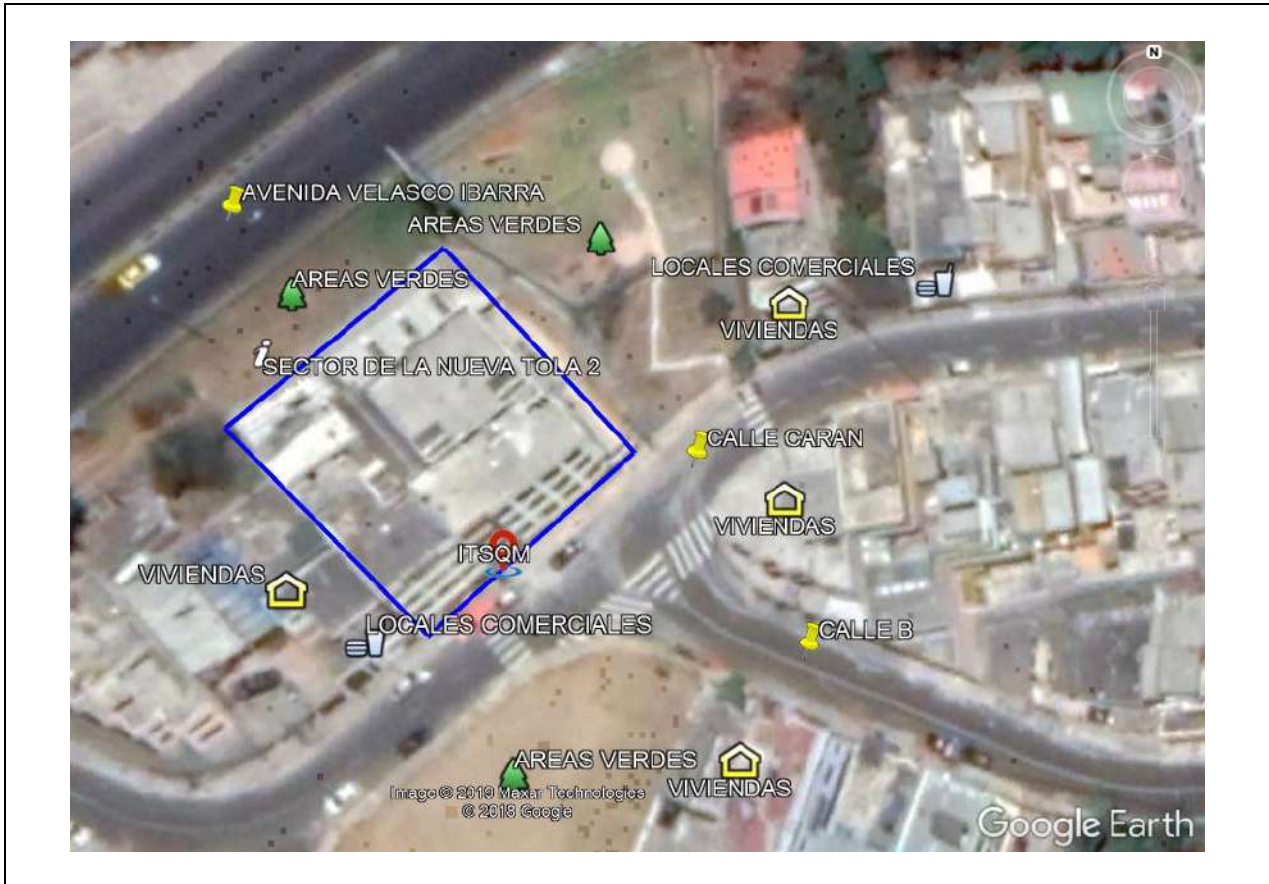 N
AVENIDA VELASCO IBARRA
AREAS VERDES
LOCALES COMERCIALES
AREAS VERDES
VIVIENDAS
SECTOR DE LA NUEVA TOLA 2
CALLE CARAN
VIVIENDAS
ITSQM
VIVIENDAS
LOCALES COMERCIALES
CALLE B
AREAS VERDES
VIVIENDAS
Image © 2019 Maxar Technologies
© 2018 Google
Google Earth